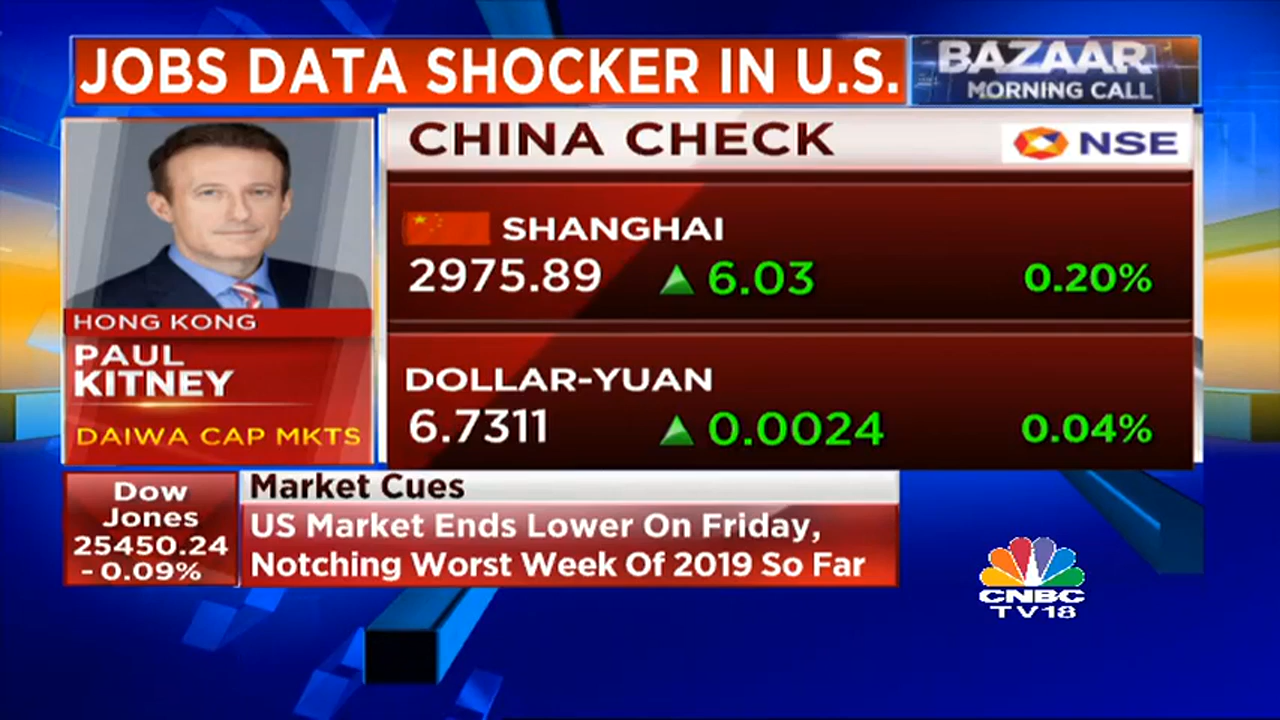 JOBS DATA SHOCKER IN U.S.
BAZAAR
MORNING CALL
CHINA CHECK
NSE
SHANGHAI
2975.89 ▲ 6.03 0.20%
HONG KONG
PAUL
KITNEY
DAIWA CAP MKTS
DOLLAR-YUAN
6.7311 ▲ 0.0024 0.04%
Dow
Jones
25450.24
- 0.09%
Market Cues
US Market Ends Lower On Friday,
Notching Worst Week Of 2019 So Far
CNBC
TV18